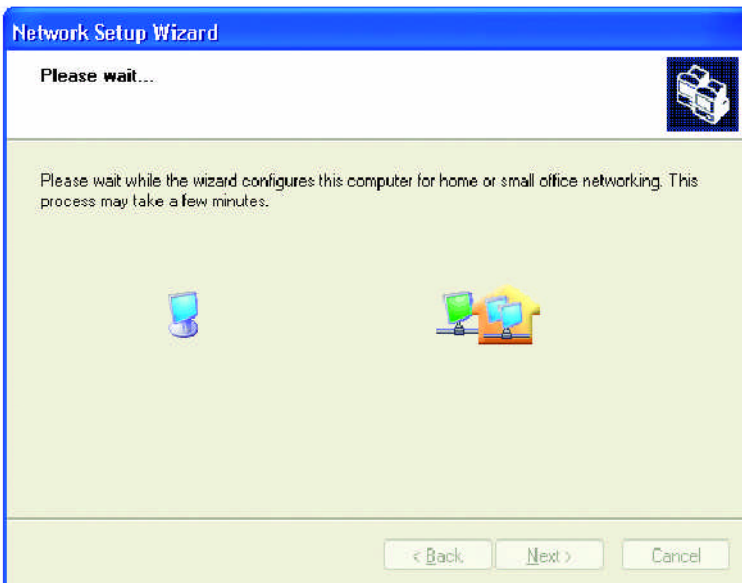 Network Setup Wizard
Please wait...
Please wait while the wizard configures this computer for home or small office networking. This
process may take a few minutes.
< Back
Next >
Cancel